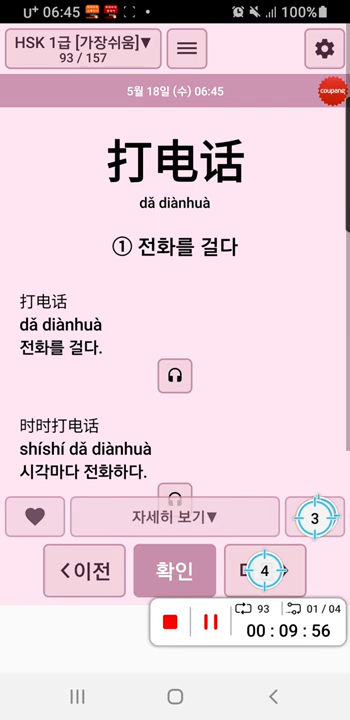 U+ 06:45 100%
HSK 1급 [가장쉬움]▼
93 / 157
5월 18일 (수) 06:45
coupang
打电话
dǎ diànhuà
① 전화를 걸다
打电话
dǎ diànhuà
전화를 걸다.
时时打电话
shíshí dǎ diànhuà
시각마다 전화하다.
자세히 보기▼
3
<이전
확인
4
93 01 / 04
00 : 09 : 56